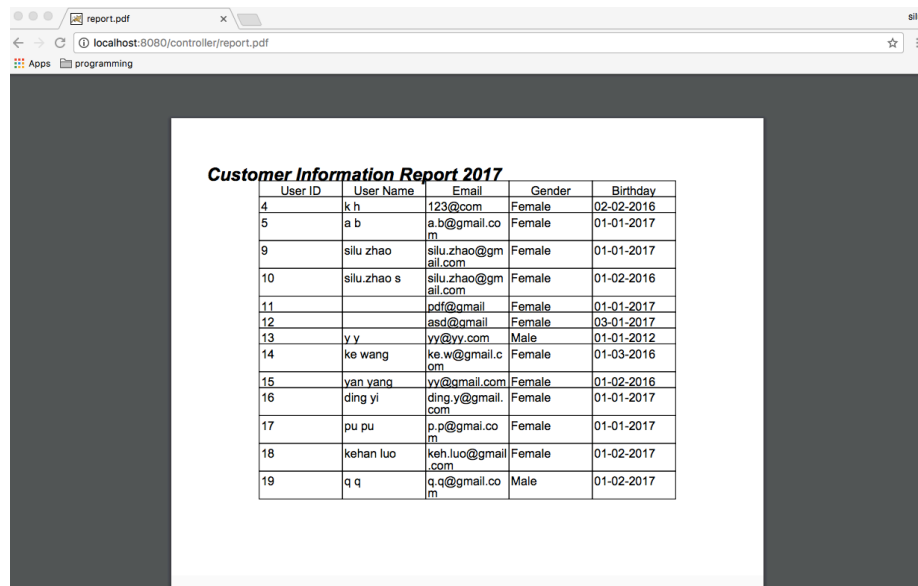 report.pdf
sil
localhost:8080/controller/report.pdf
Apps programming
Customer Information Report 2017
User ID User Name Email Gender Birthday
4 k h 123@com Female 02-02-2016
5 a b a.b@gmail.co Female 01-01-2017
m
9 silu zhao silu.zhao@gm Female 01-01-2017
ail.com
10 silu.zhao s silu.zhao@gm Female 01-02-2016
ail.com
11 pdf@gmail Female 01-01-2017
12 asd@gmail Female 03-01-2017
13 y y yy@yy.com Male 01-01-2012
14 ke wang ke.w@gmail.c Female 01-03-2016
om
15 yan yang yy@gmail.com Female 01-02-2016
16 ding yi ding.y@gmail. Female 01-01-2017
com
17 pu pu p.p@gmai.co Female 01-01-2017
m
18 kehan luo keh.luo@gmail Female 01-02-2017
.com
19 q q q.q@gmail.co Male 01-02-2017
m